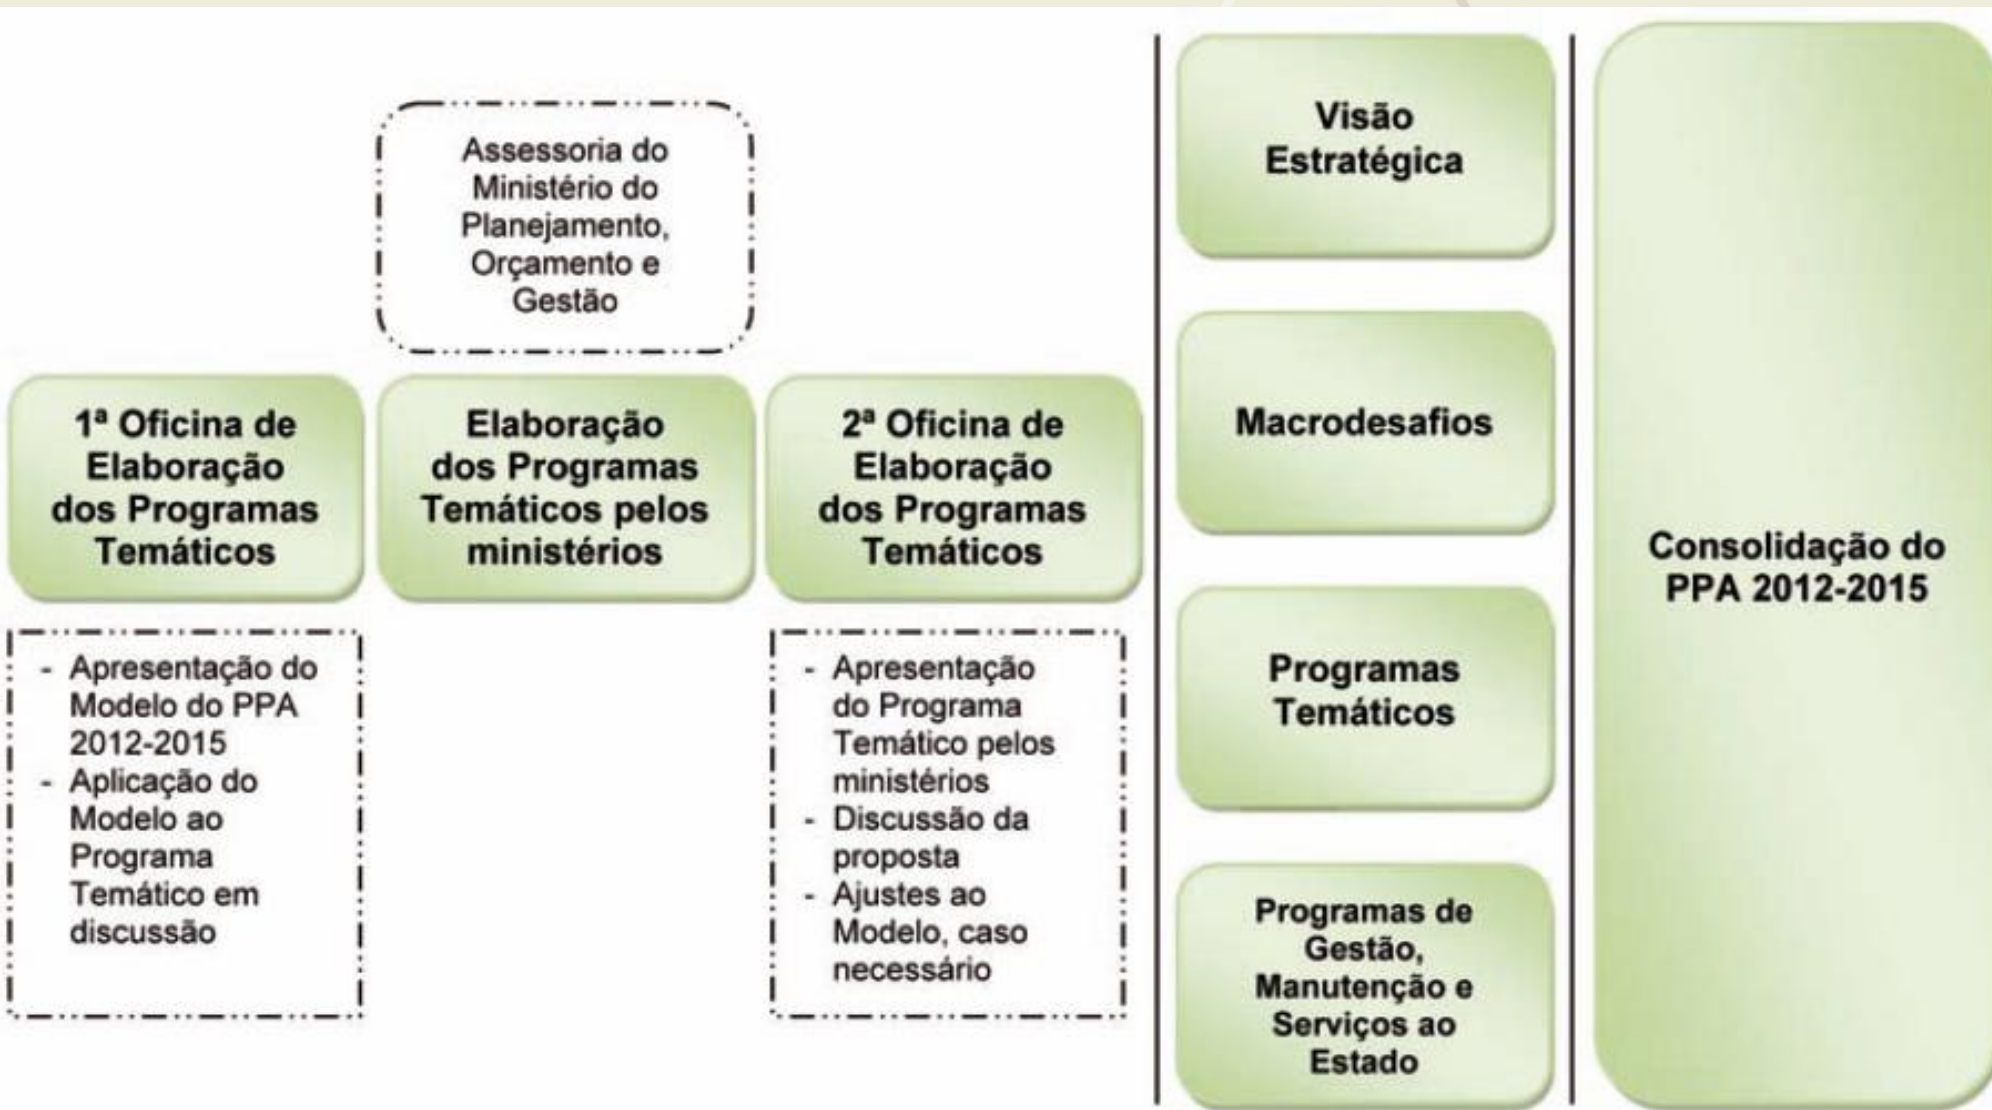 Assessoria do
Ministério do
Planejamento,
Orçamento e
Gestão
1ª Oficina de
Elaboração
dos Programas
Temáticos
Elaboração
dos Programas
Temáticos pelos
ministérios
2ª Oficina de
Elaboração
dos Programas
Temáticos
- Apresentação do
Modelo do PPA
2012-2015
- Aplicação do
Modelo ao
Programa
Temático em
discussão
- Apresentação
do Programa
Temático pelos
ministérios
- Discussão da
proposta
- Ajustes ao
Modelo, caso
necessário
Visão
Estratégica
Macrodesafios
Programas
Temáticos
Programas de
Gestão,
Manutenção e
Serviços ao
Estado
Consolidação do
PPA 2012-2015